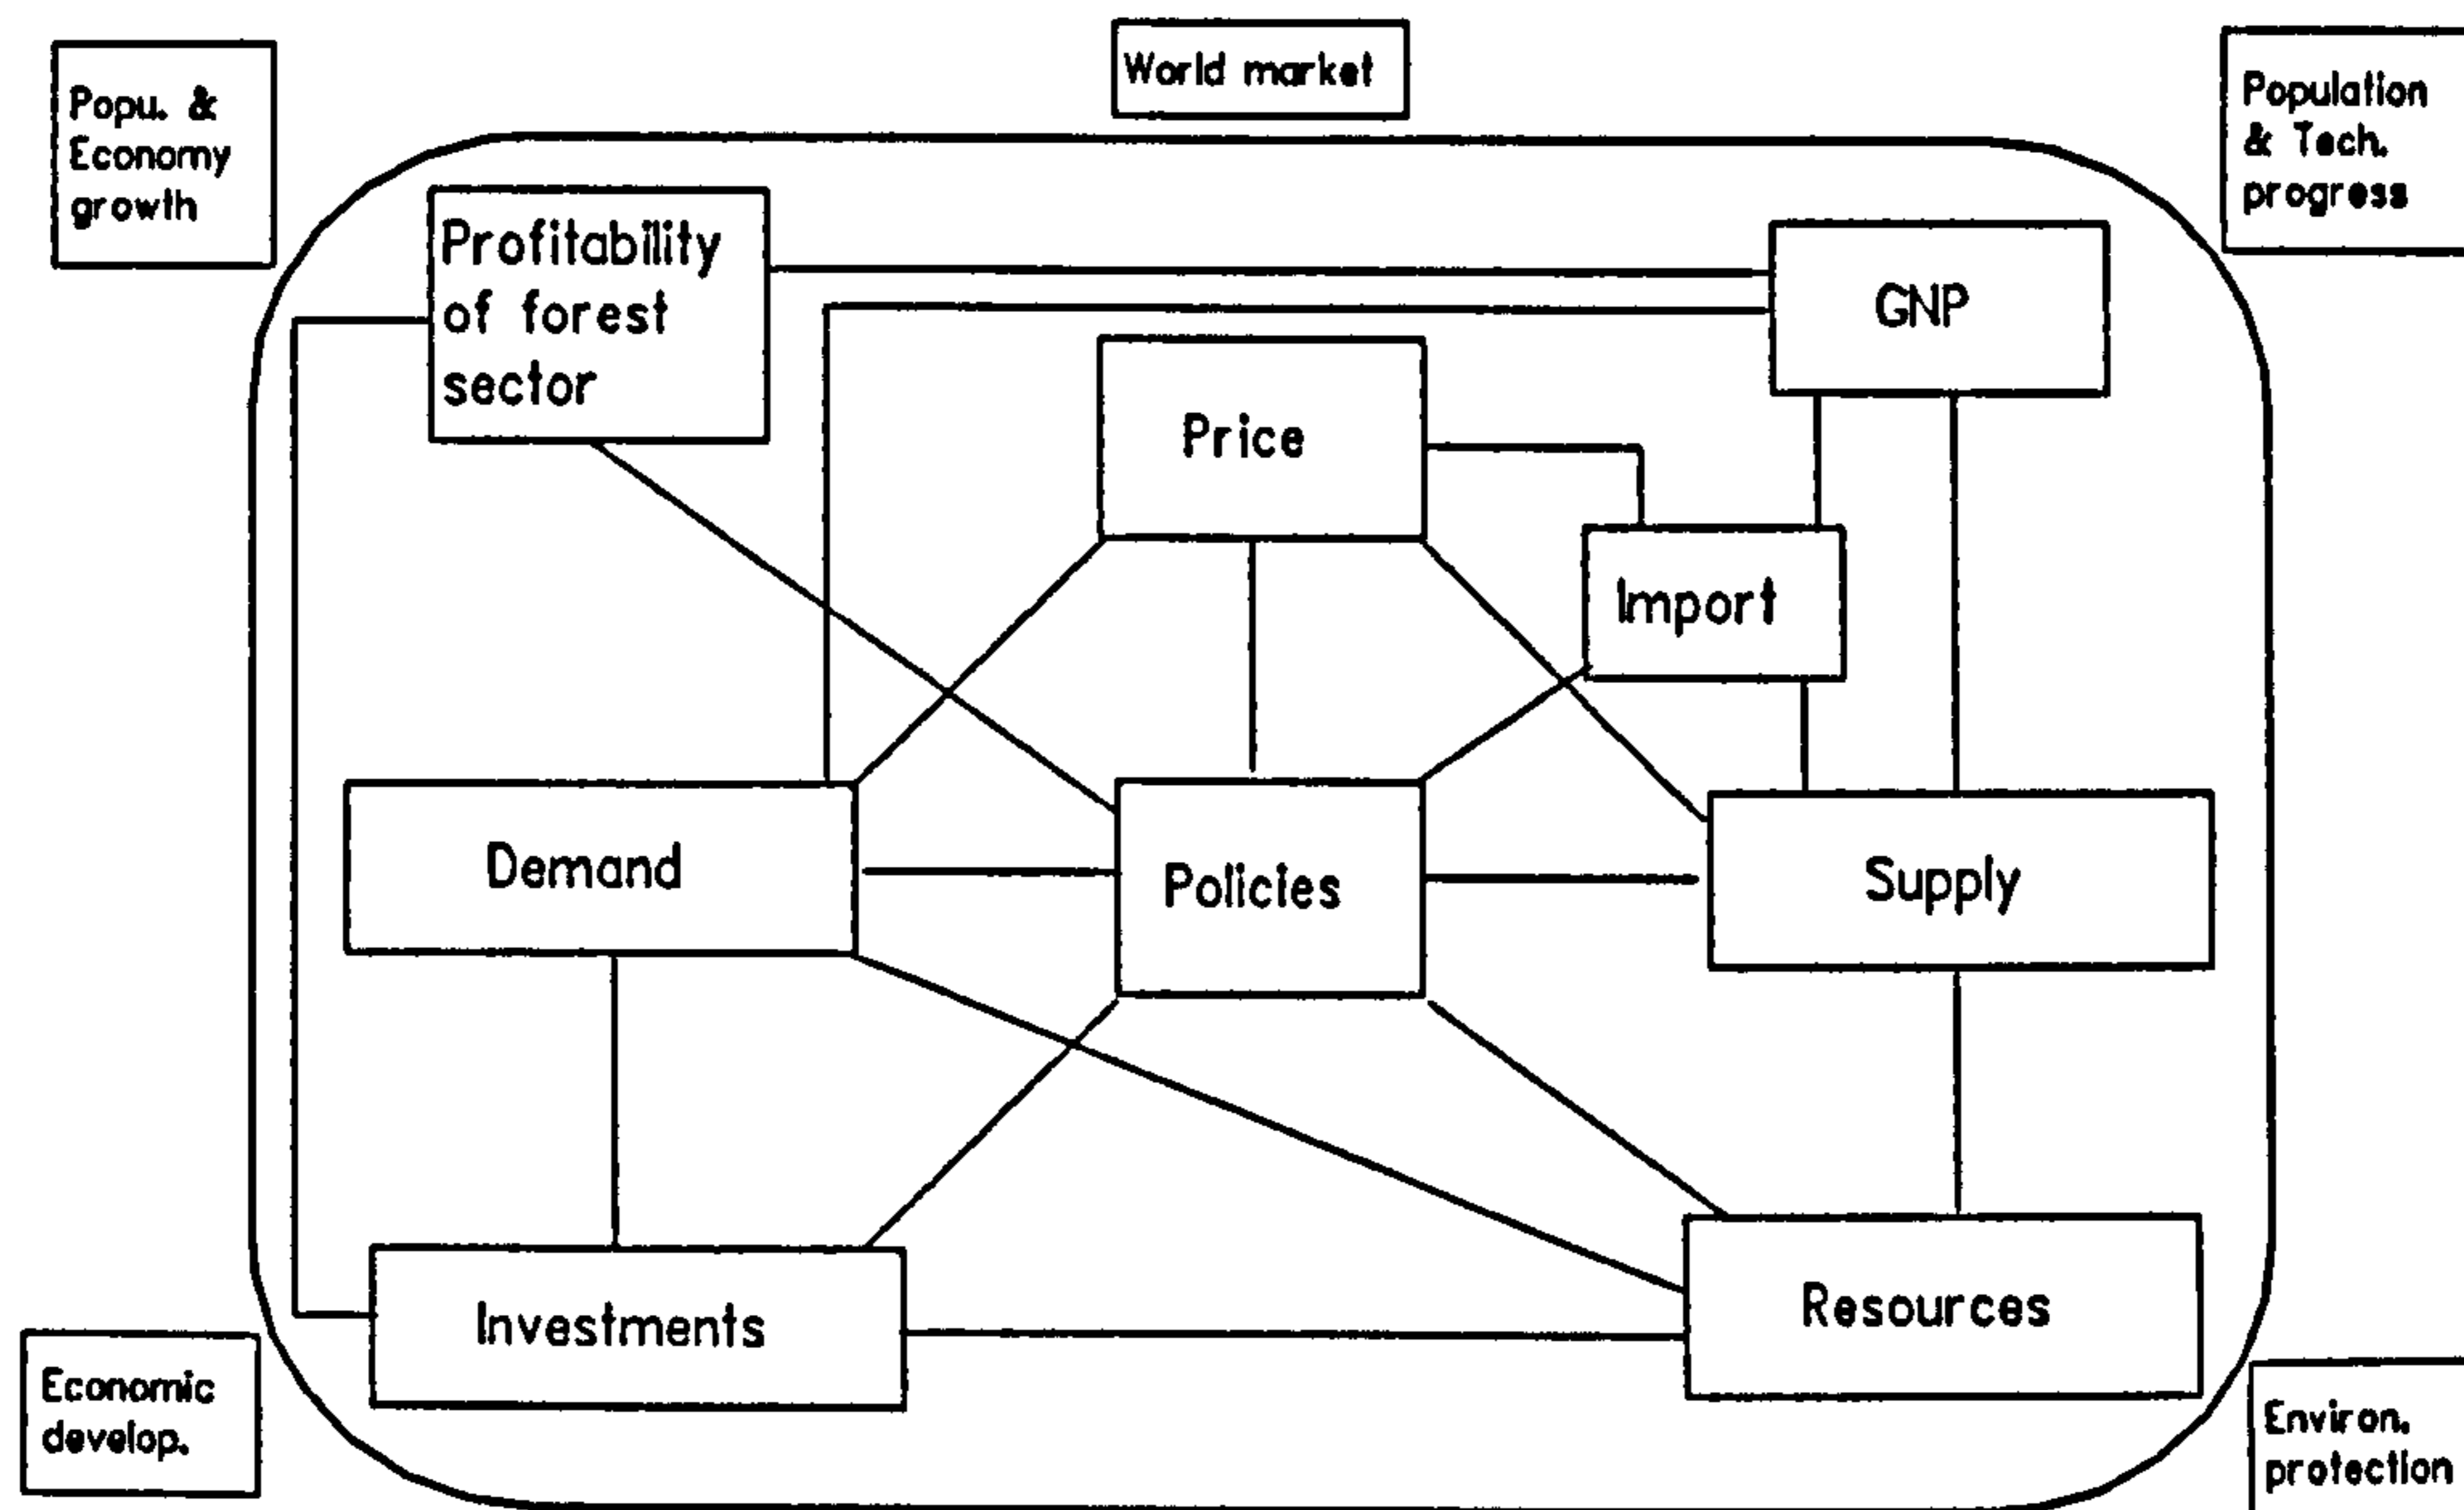 World market
Popu. &
Economy
growth
Population
& Tech.
progress
Profitability
of forest
sector
GNP
Price
Import
Demand
Policies
Supply
Investments
Resources
Economic
develop.
Environ.
protection